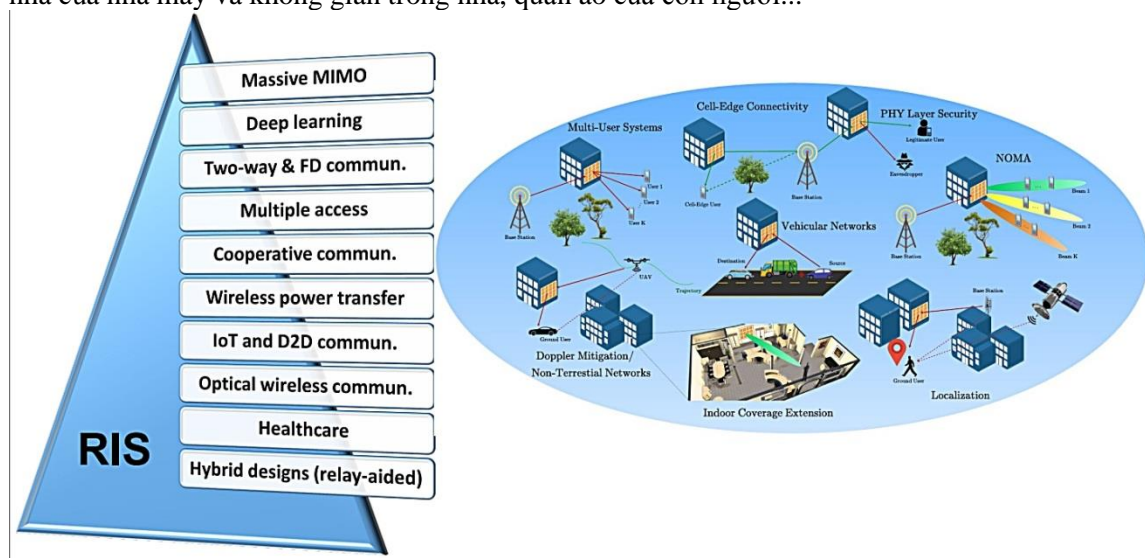 nhà của nhà máy và không gian trong nhà, quần áo của con người...
Massive MIMO
Deep learning
Two-way & FD commun.
Multiple access
Cooperative commun.
Wireless power transfer
IoT and D2D commun.
Optical wireless commun.
Healthcare
Hybrid designs (relay-aided)
RIS
Cell-Edge Connectivity
PHY Layer Security
Legitimate User
Eavesdropper
Multi-User Systems
User 1
User 2
User K
Base Station
Cell-Edge User
Base Station
NOMA
Beam 1
Beam 2
Beam K
Base Station
Vehicular Networks
Destination
Source
UAV
Trajectory
Ground User
Doppler Mitigation/
Non-Terrestial Networks
Indoor Coverage Extension
Base Station
Ground User
Localization